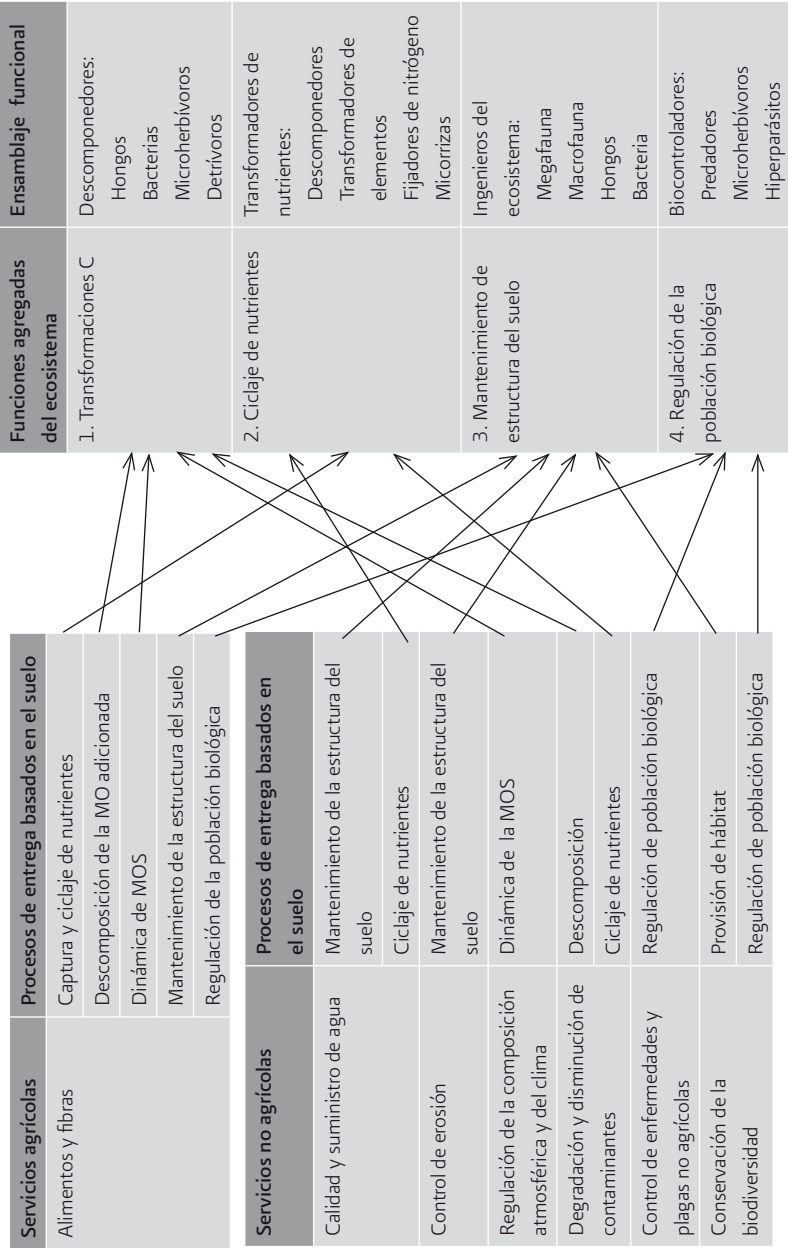 Servicios agrícolas
Procesos de entrega basados en el suelo
Alimentos y fibras
Captura y ciclaje de nutrientes
Descomposición de la MO adicionada
Dinámica de MOS
Mantenimiento de la estructura del suelo
Regulación de la población biológica
Servicios no agrícolas
Procesos de entrega basados en
el suelo
Calidad y suministro de agua
Mantenimiento de la estructura del
suelo
Ciclaje de nutrientes
Control de erosión
Mantenimiento de la estructura del
suelo
Regulación de la composición
atmosférica y del clima
Dinámica de la MOS
Degradación y disminución de
contaminantes
Descomposición
Ciclaje de nutrientes
Control de enfermedades y
plagas no agrícolas
Regulación de población biológica
Conservación de la
biodiversidad
Provisión de hábitat
Regulación de población biológica
Funciones agregadas
del ecosistema
Ensamblaje funcional
1. Transformaciones C
Descomponedores:
Hongos
Bacterias
Microherbívoros
Detrívoros
2. Ciclaje de nutrientes
Transformadores de
nutrientes:
Descomponedores
Transformadores de
elementos
Fijadores de nitrógeno
Micorrizas
3. Mantenimiento de
estructura del suelo
Ingenieros del
ecosistema:
Megafauna
Macrofauna
Hongos
Bacteria
4. Regulación de la
población biológica
Biocontroladores:
Predadores
Microherbívoros
Hiperparásitos